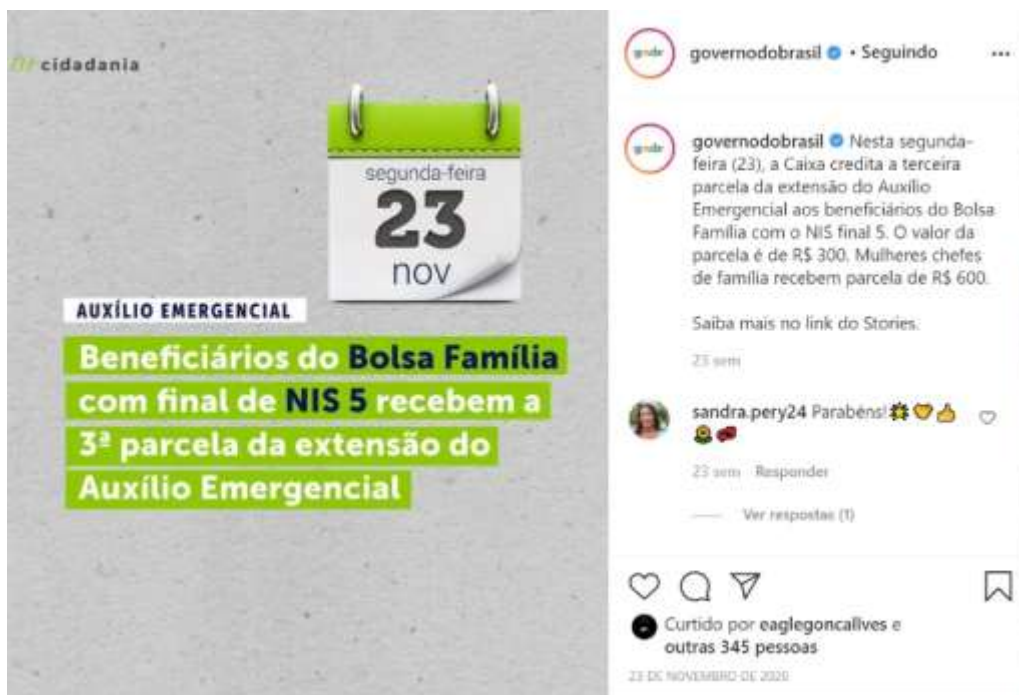 cidadania
segunda-feira
23
nov
AUXÍLIO EMERGENCIAL
Beneficiários do Bolsa Família
com final de NIS 5 recebem a
3ª parcela da extensão do
Auxílio Emergencial
governodobrasil • Seguindo
governodobrasil Nesta segunda-
feira (23), a Caixa credita a terceira
parcela da extensão do Auxílio
Emergencial aos beneficiários do Bolsa
Família com o NIS final 5. O valor da
parcela é de R$ 300. Mulheres chefes
de família recebem parcela de R$ 600.
Saiba mais no link do Stories.
23 sem
sandra.pery24 Parabéns!
23 sem Responder
Ver respostas (1)
Curtido por eaglegoncallves e
outras 345 pessoas
23 DE NOVEMBRO DE 2020